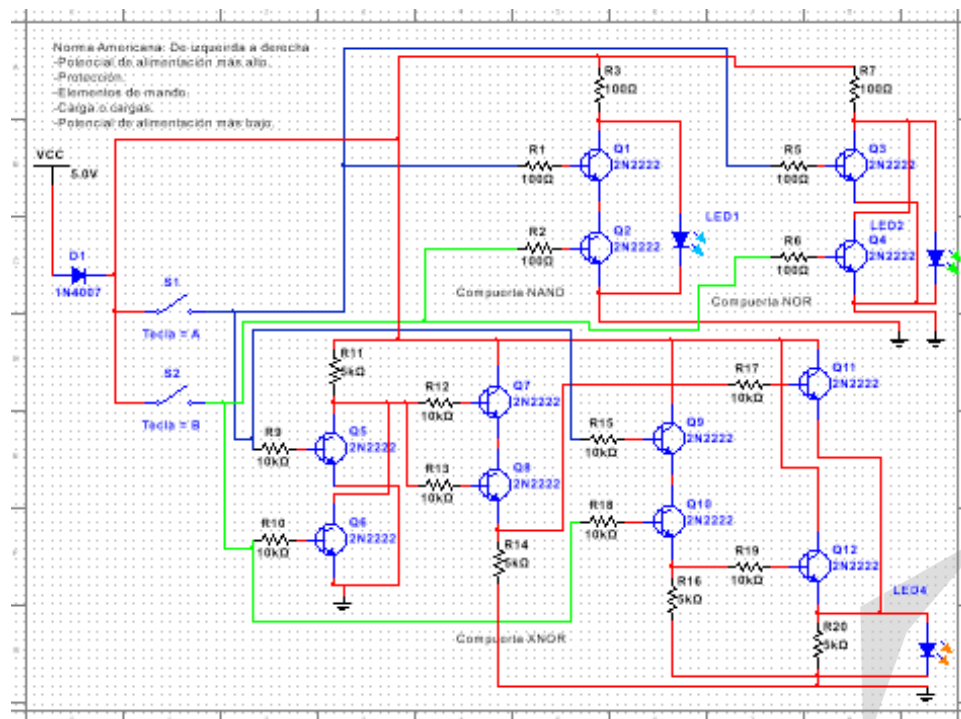 Norma Americana: De izqueirda a derecha
-Potencial de alimentación más alto.
-Protección.
-Elementos de mando.
-Carga o cargas.
-Potencial de alimentación más bajo.
VCC
5.0V
D1
1N4007
S1
Tecla = A
S2
Tecla = B
R3
100Ω
R1
100Ω
Q1
2N2222
R2
100Ω
Q2
2N2222
LED1
Compuerta NAND
R7
100Ω
R5
100Ω
Q3
2N2222
R6
100Ω
LED2
Q4
2N2222
Compuerta NOR
R11
5kΩ
R9
10kΩ
Q5
2N2222
R10
10kΩ
Q6
2N2222
R12
10kΩ
Q7
2N2222
R13
10kΩ
Q8
2N2222
R14
5kΩ
R15
10kΩ
Q9
2N2222
R18
10kΩ
Q10
2N2222
R16
5kΩ
R17
10kΩ
Q11
2N2222
R19
10kΩ
Q12
2N2222
R20
5kΩ
LED4
Compuerta XNOR